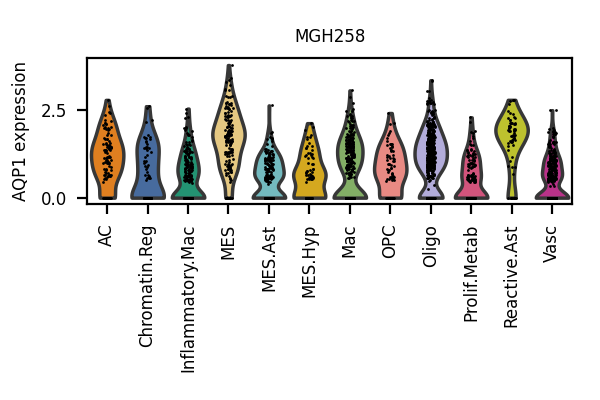 MGH258
AQP1 expression
2.5
0.0
AC
Chromatin.Reg
Inflammatory.Mac
MES
MES.Ast
MES.Hyp
Mac
OPC
Oligo
Prolif.Metab
Reactive.Ast
Vasc